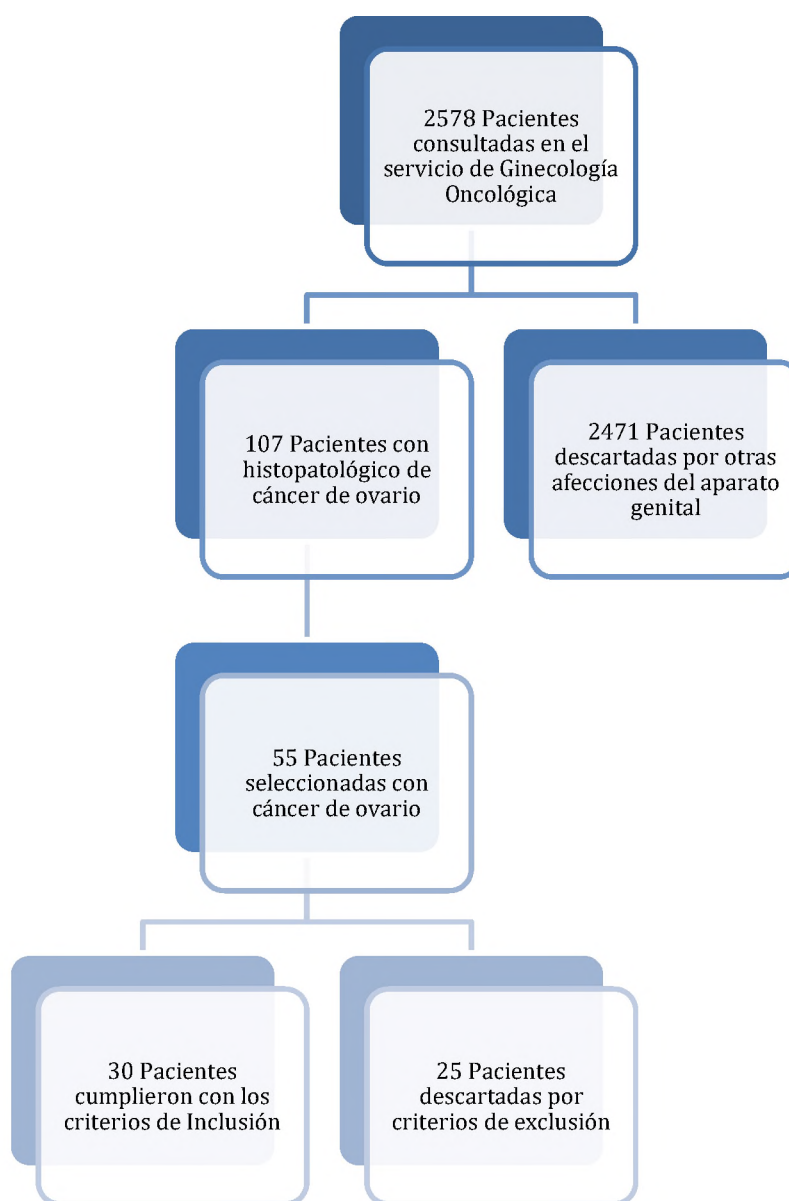 2578 Pacientes
consultadas en el
servicio de Ginecología
Oncológica
107 Pacientes con
histopatológico de
cáncer de ovario
2471 Pacientes
descartadas por otras
afecciones del aparato
genital
55 Pacientes
seleccionadas con
cáncer de ovario
30 Pacientes
cumplieron con los
criterios de Inclusión
25 Pacientes
descartadas por
criterios de exclusión